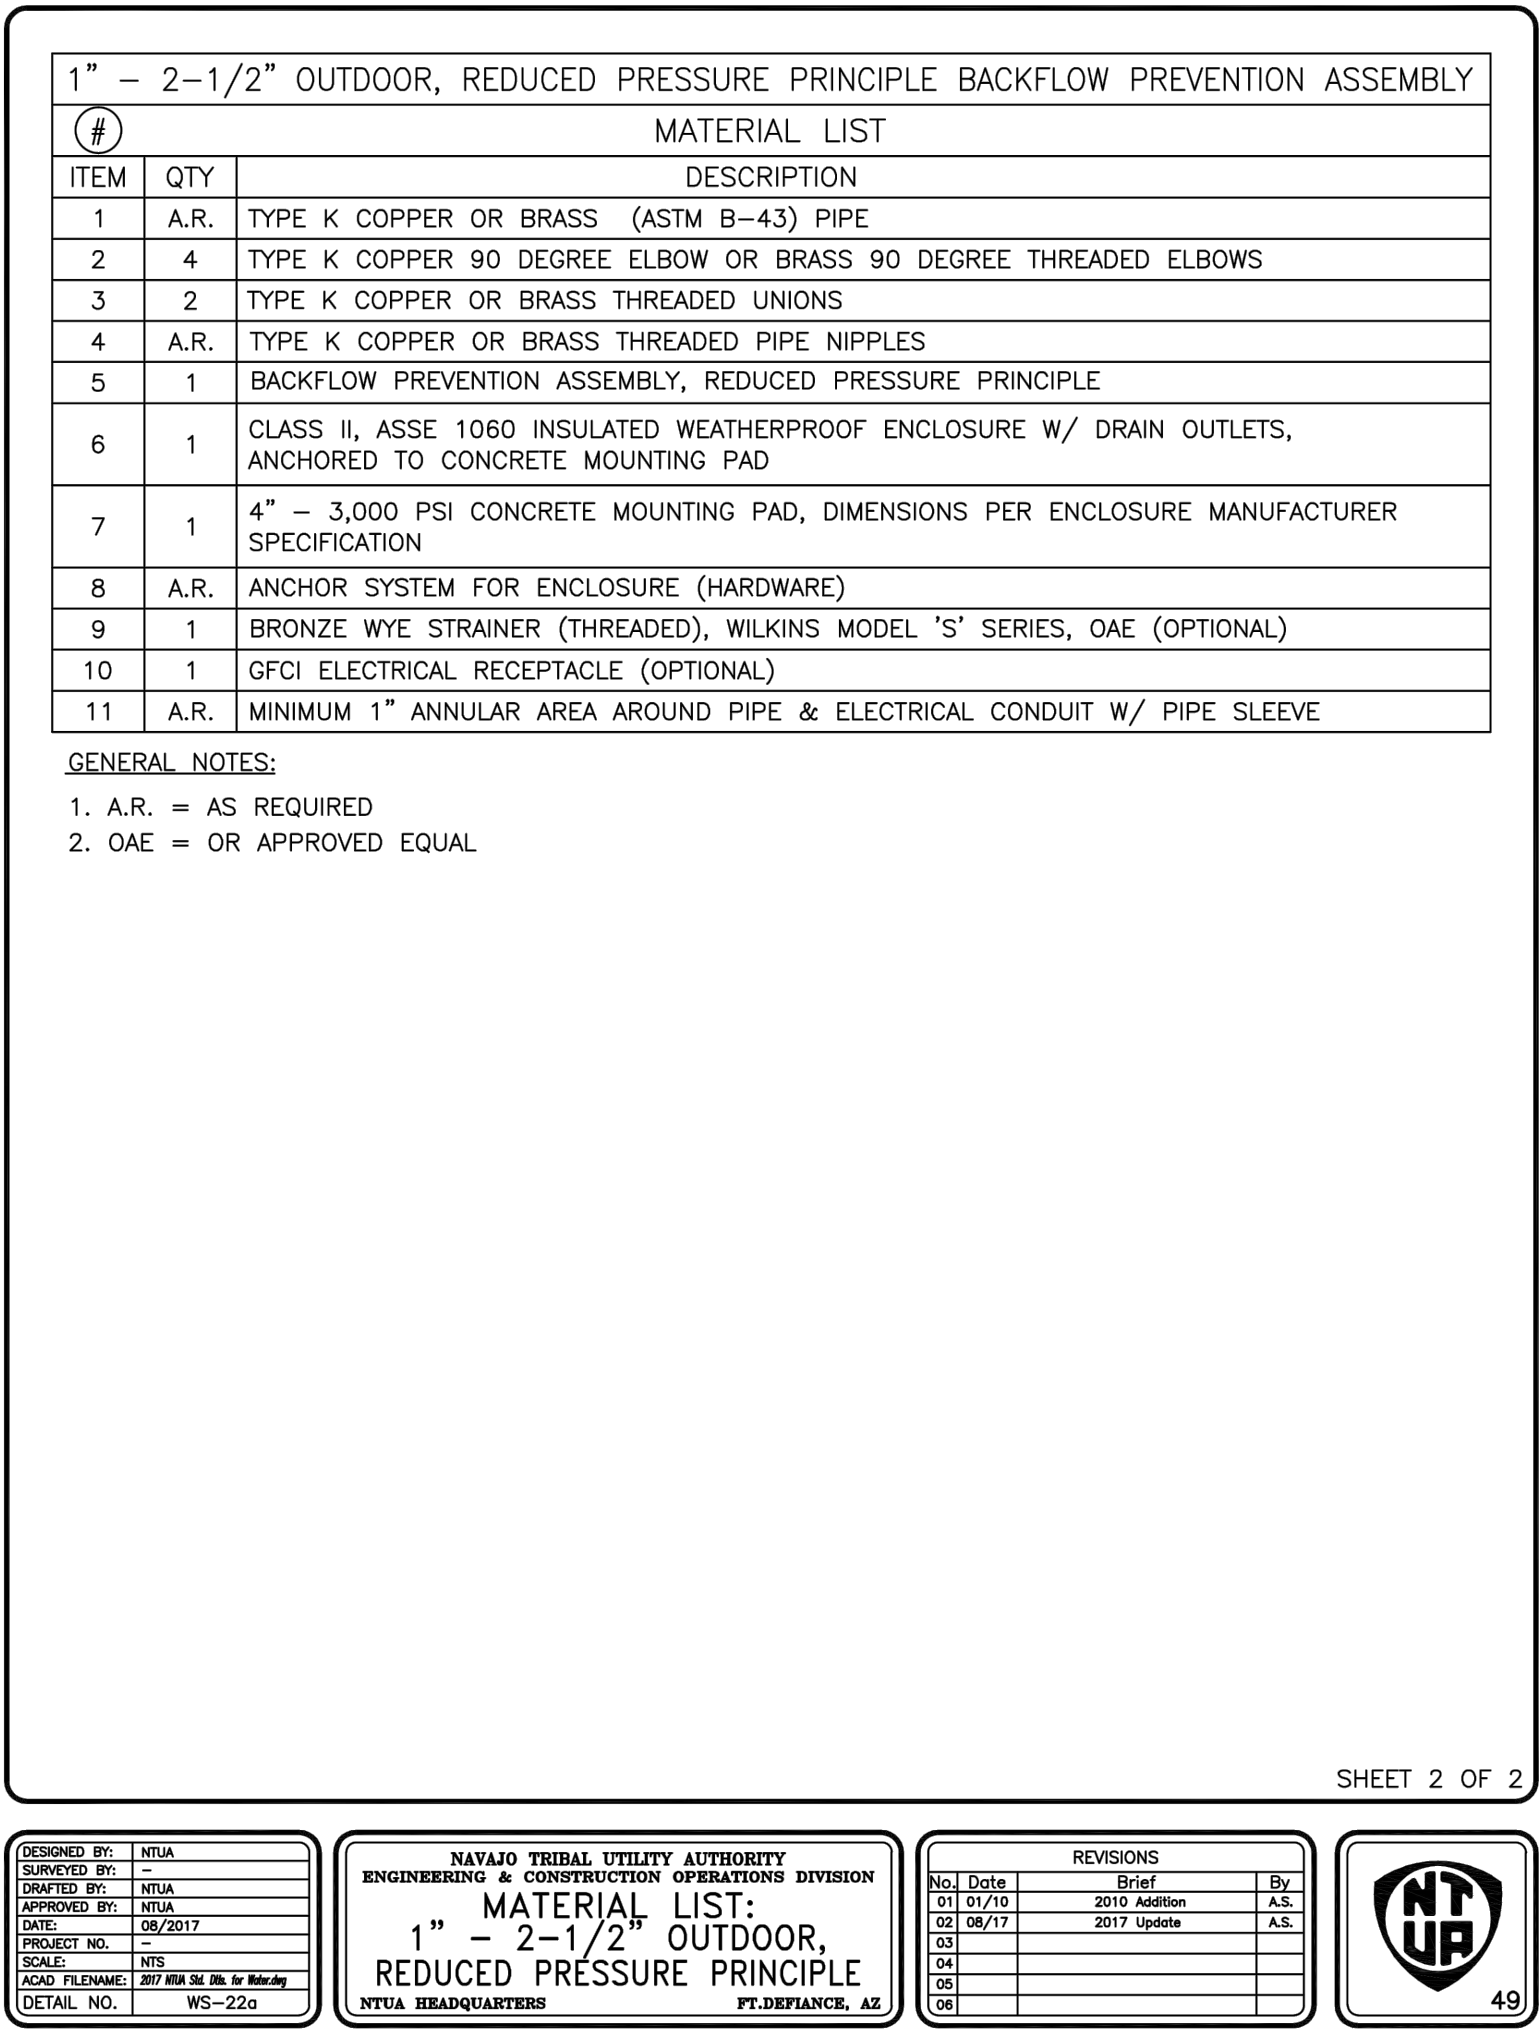 1” – 2–1/2” OUTDOOR, REDUCED PRESSURE PRINCIPLE BACKFLOW PREVENTION ASSEMBLY
# MATERIAL LIST
ITEM QTY DESCRIPTION
1 A.R. TYPE K COPPER OR BRASS (ASTM B–43) PIPE
2 4 TYPE K COPPER 90 DEGREE ELBOW OR BRASS 90 DEGREE THREADED ELBOWS
3 2 TYPE K COPPER OR BRASS THREADED UNIONS
4 A.R. TYPE K COPPER OR BRASS THREADED PIPE NIPPLES
5 1 BACKFLOW PREVENTION ASSEMBLY, REDUCED PRESSURE PRINCIPLE
6 1 CLASS II, ASSE 1060 INSULATED WEATHERPROOF ENCLOSURE W/ DRAIN OUTLETS,
ANCHORED TO CONCRETE MOUNTING PAD
7 1 4” – 3,000 PSI CONCRETE MOUNTING PAD, DIMENSIONS PER ENCLOSURE MANUFACTURER
SPECIFICATION
8 A.R. ANCHOR SYSTEM FOR ENCLOSURE (HARDWARE)
9 1 BRONZE WYE STRAINER (THREADED), WILKINS MODEL 'S' SERIES, OAE (OPTIONAL)
10 1 GFCI ELECTRICAL RECEPTACLE (OPTIONAL)
11 A.R. MINIMUM 1” ANNULAR AREA AROUND PIPE & ELECTRICAL CONDUIT W/ PIPE SLEEVE
GENERAL NOTES:
1. A.R. = AS REQUIRED
2. OAE = OR APPROVED EQUAL
SHEET 2 OF 2
DESIGNED BY: NTUA
SURVEYED BY: –
DRAFTED BY: NTUA
APPROVED BY: NTUA
DATE: 08/2017
PROJECT NO. –
SCALE: NTS
ACAD FILENAME: 2017 NTUA Std. Dtls. for Water.dwg
DETAIL NO. WS–22a
NAVAJO TRIBAL UTILITY AUTHORITY
ENGINEERING & CONSTRUCTION OPERATIONS DIVISION
MATERIAL LIST:
1” – 2–1/2” OUTDOOR,
REDUCED PRESSURE PRINCIPLE
NTUA HEADQUARTERS FT.DEFIANCE, AZ
REVISIONS
No. Date Brief By
01 01/10 2010 Addition A.S.
02 08/17 2017 Update A.S.
03
04
05
06
NT
UA
49